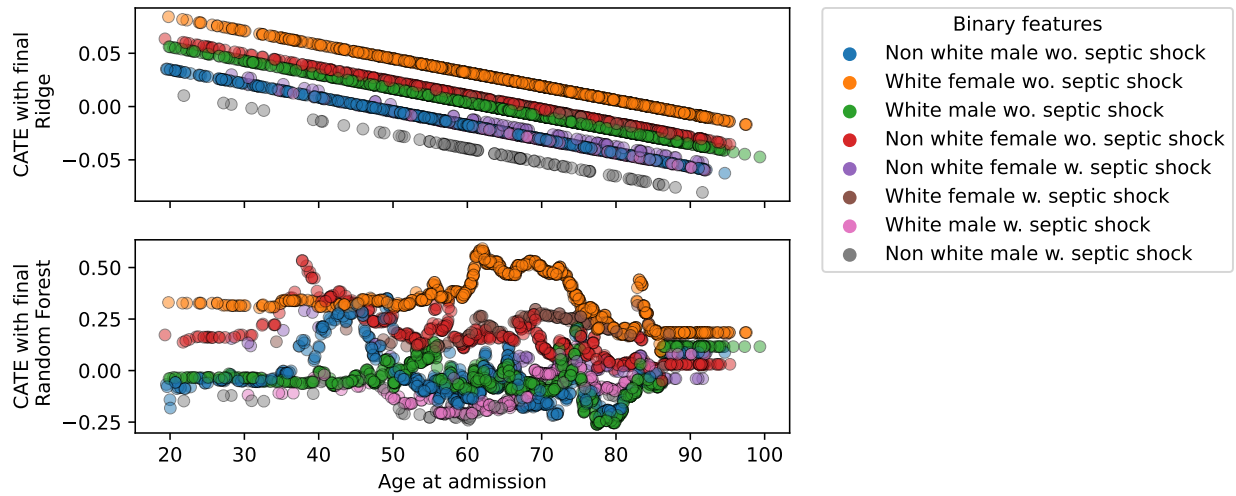 CATE with final
Ridge
0.05
0.00
−0.05
CATE with final
Random Forest
0.50
0.25
0.00
−0.25
20 30 40 50 60 70 80 90 100
Age at admission
Binary features
Non white male wo. septic shock
White female wo. septic shock
White male wo. septic shock
Non white female wo. septic shock
Non white female w. septic shock
White female w. septic shock
White male w. septic shock
Non white male w. septic shock